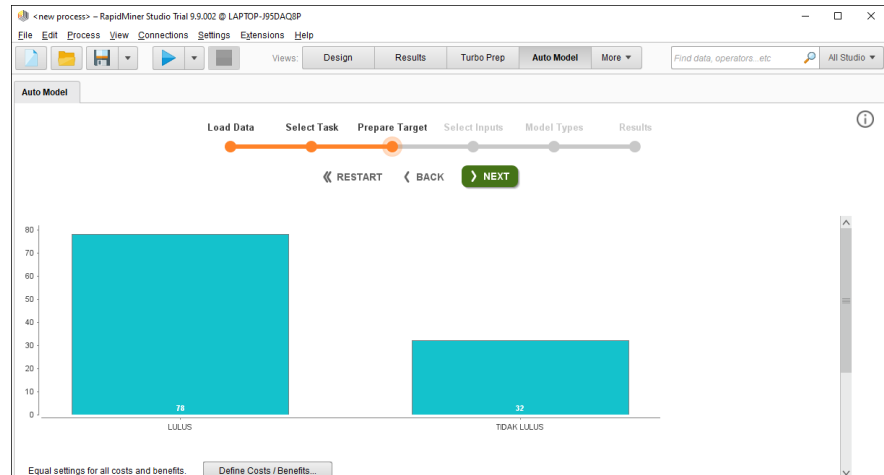 <new process> – RapidMiner Studio Trial 9.9.002 @ LAPTOP-J95DAQ8P
File Edit Process View Connections Settings Extensions Help
Views: Design Results Turbo Prep Auto Model More ▼ Find data, operators...etc All Studio ▼
Auto Model
Load Data Select Task Prepare Target Select Inputs Model Types Results
RESTART BACK NEXT
80
70
60
50
40
30
20
10
0
78 32
LULUS TIDAK LULUS
Equal settings for all costs and benefits. Define Costs / Benefits...